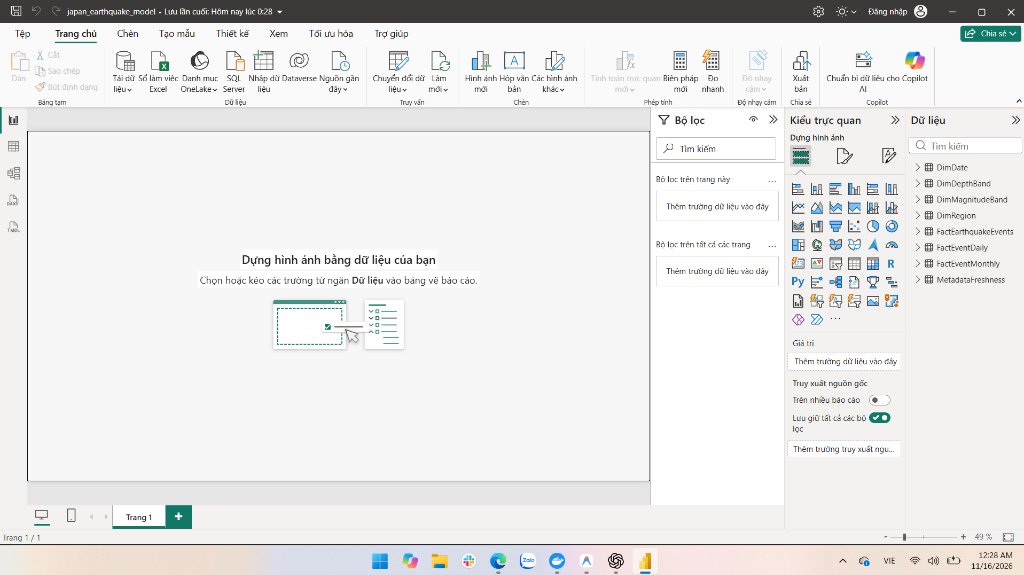 japan_earthquake_model • Lưu lần cuối: Hôm nay lúc 0:28
Đăng nhập
Tệp Trang chủ Chèn Tạo mẫu Thiết kế Xem Tối ưu hóa Trợ giúp
Chia sẻ
Dán
Cắt
Sao chép
Bút định dạng
Bảng tạm
Tải dữ liệu
Sổ làm việc Excel
Danh mục OneLake
SQL Server
Nhập dữ liệu
Dataverse
Nguồn gần đây
Dữ liệu
Chuyển đổi dữ liệu
Làm mới
Truy vấn
Hình ảnh mới
Hộp văn bản
Các hình ảnh khác
Chèn
Tính toán trực quan mới
Biện pháp mới
Đo nhanh
Phép tính
Độ nhạy cảm
Độ nhạy cảm
Xuất bản
Chia sẻ
Chuẩn bị dữ liệu cho AI
Copilot
Copilot
Dựng hình ảnh bằng dữ liệu của bạn
Chọn hoặc kéo các trường từ ngăn Dữ liệu vào bảng vẽ báo cáo.
Bộ lọc
Tìm kiếm
Bộ lọc trên trang này ...
Thêm trường dữ liệu vào đây
Bộ lọc trên tất cả các trang ...
Thêm trường dữ liệu vào đây
Kiểu trực quan
Dựng hình ảnh
R
Py
...
Giá trị
Thêm trường dữ liệu vào đây
Truy xuất nguồn gốc
Trên nhiều báo cáo
Lưu giữ tất cả các bộ
lọc
Thêm trường truy xuất ngu...
Dữ liệu
Tìm kiếm
DimDate
DimDepthBand
DimMagnitudeBand
DimRegion
FactEarthquakeEvents
FactEventDaily
FactEventMonthly
MetadataFreshness
DAX
TMDL
Trang 1
+
Trang 1 / 1
- + 49 %
Zalo
VIE
12:28 AM
11/16/2026